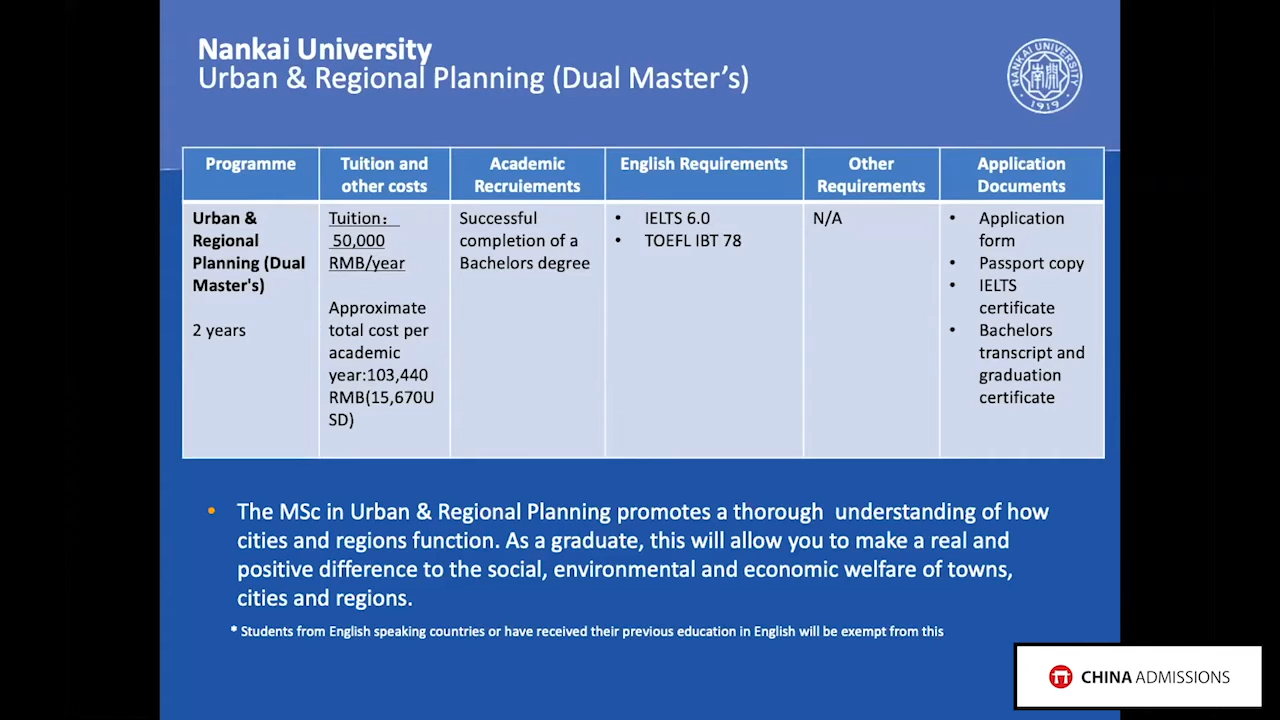 Nankai University
Urban & Regional Planning (Dual Master’s)
NANKAI UNIVERSITY
南開
· 1919 ·
Programme
Tuition and
other costs
Academic
Recruiements
English Requirements
Other
Requirements
Application
Documents
Urban &
Regional
Planning (Dual
Master's)
2 years
Tuition：
50,000
RMB/year
Approximate
total cost per
academic
year:103,440
RMB(15,670U
SD)
Successful
completion of a
Bachelors degree
• IELTS 6.0
• TOEFL IBT 78
N/A
• Application
form
• Passport copy
• IELTS
certificate
• Bachelors
transcript and
graduation
certificate
• The MSc in Urban & Regional Planning promotes a thorough understanding of how
cities and regions function. As a graduate, this will allow you to make a real and
positive difference to the social, environmental and economic welfare of towns,
cities and regions.
* Students from English speaking countries or have received their previous education in English will be exempt from this
CHINA ADMISSIONS